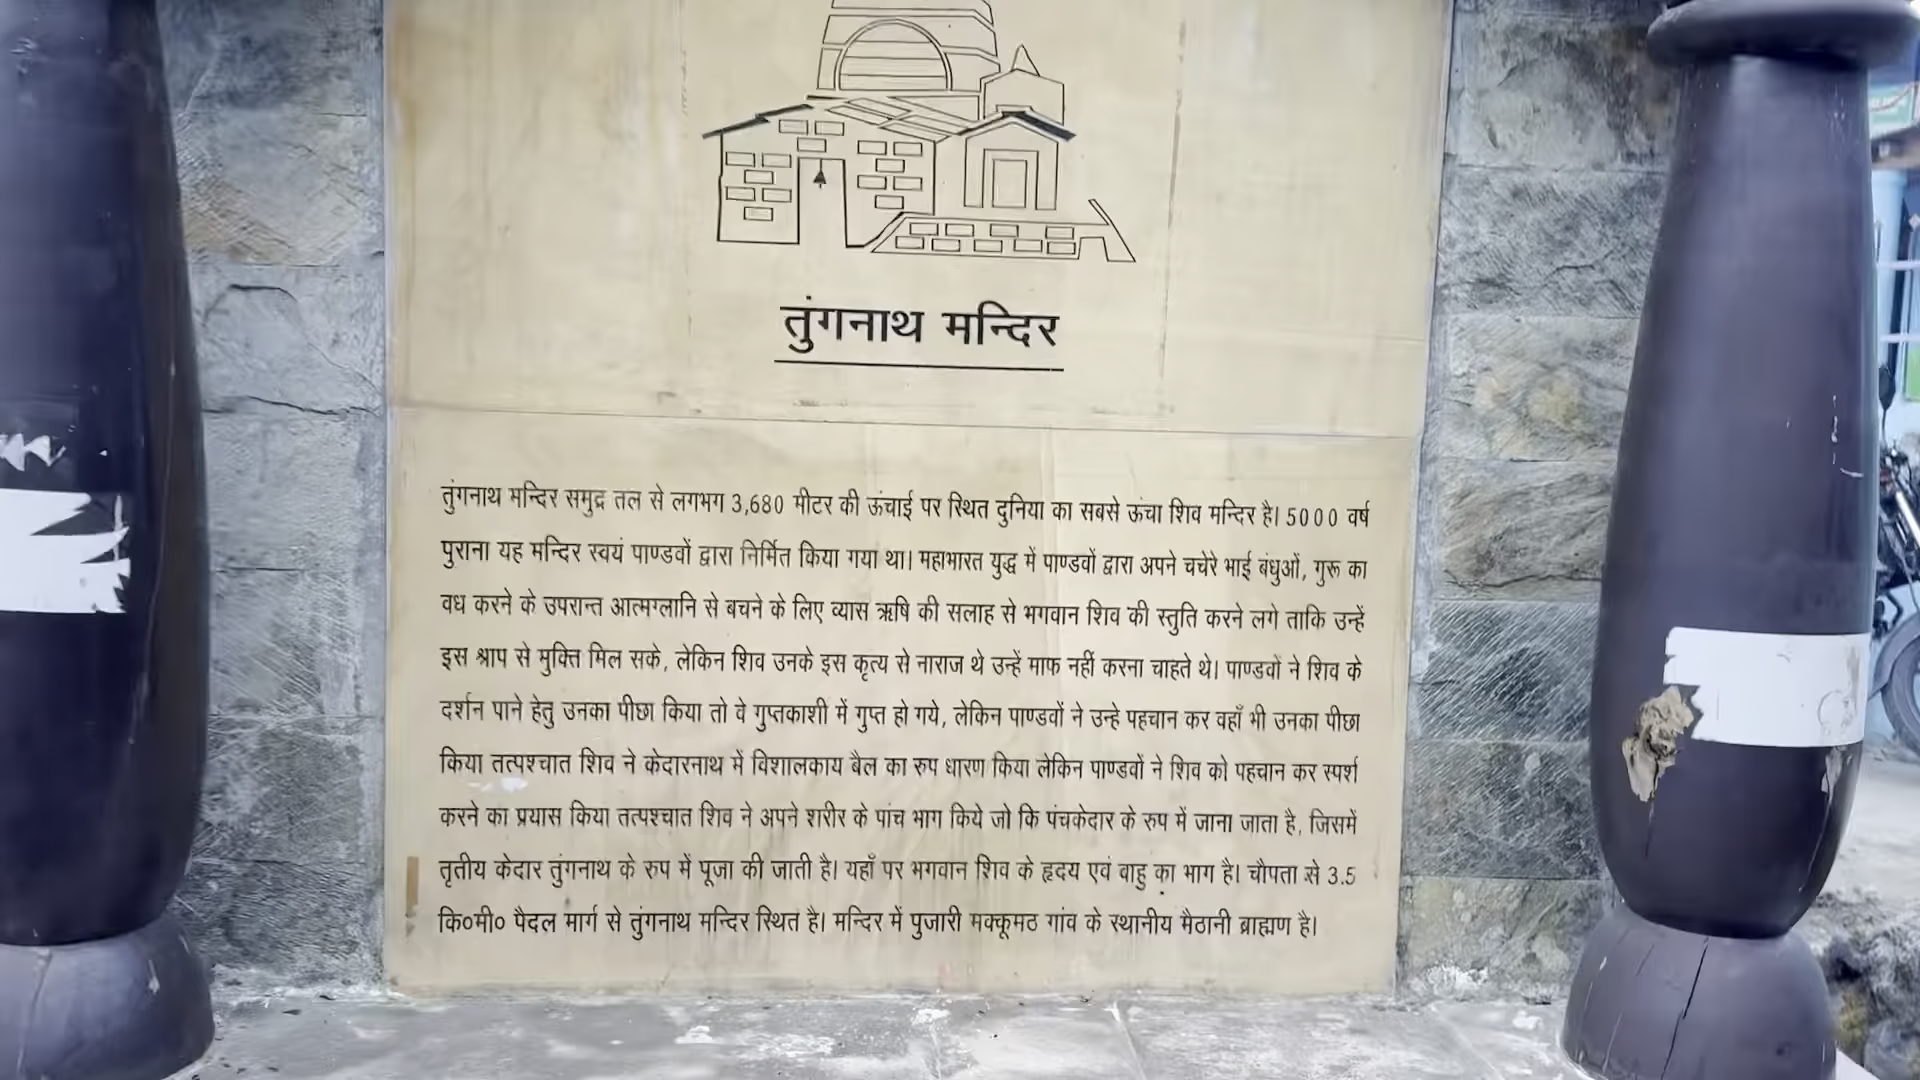 तुंगनाथ मन्दिर
तुंगनाथ मन्दिर समुद्र तल से लगभग 3,680 मीटर की ऊंचाई पर स्थित दुनिया का सबसे ऊंचा शिव मन्दिर है। 5000 वर्ष
पुराना यह मन्दिर स्वयं पाण्डवों द्वारा निर्मित किया गया था। महाभारत युद्ध में पाण्डवों द्वारा अपने चचेरे भाई बंधुओं, गुरू का
वध करने के उपरान्त आत्मग्लानि से बचने के लिए व्यास ऋषि की सलाह से भगवान शिव की स्तुति करने लगे ताकि उन्हें
इस श्राप से मुक्ति मिल सके, लेकिन शिव उनके इस कृत्य से नाराज थे उन्हें माफ नहीं करना चाहते थे। पाण्डवों ने शिव के
दर्शन पाने हेतु उनका पीछा किया तो वे गुप्तकाशी में गुप्त हो गये, लेकिन पाण्डवों ने उन्हे पहचान कर वहाँ भी उनका पीछा
किया तत्पश्चात शिव ने केदारनाथ में विशालकाय बैल का रुप धारण किया लेकिन पाण्डवों ने शिव को पहचान कर स्पर्श
करने का प्रयास किया तत्पश्चात शिव ने अपने शरीर के पांच भाग किये जो कि पंचकेदार के रुप में जाना जाता है, जिसमें
तृतीय केदार तुंगनाथ के रुप में पूजा की जाती है। यहाँ पर भगवान शिव के हृदय एवं वाहु का भाग है। चौपता से 3.5
कि०मी० पैदल मार्ग से तुंगनाथ मन्दिर स्थित है। मन्दिर में पुजारी मक्कूमठ गांव के स्थानीय मैठानी ब्राह्मण है।